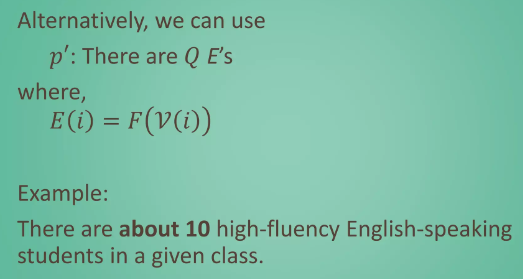 Alternatively, we can use
p′: There are Q E's
where,
E(i) = F(𝒱(i))
Example:
There are about 10 high-fluency English-speaking
students in a given class.